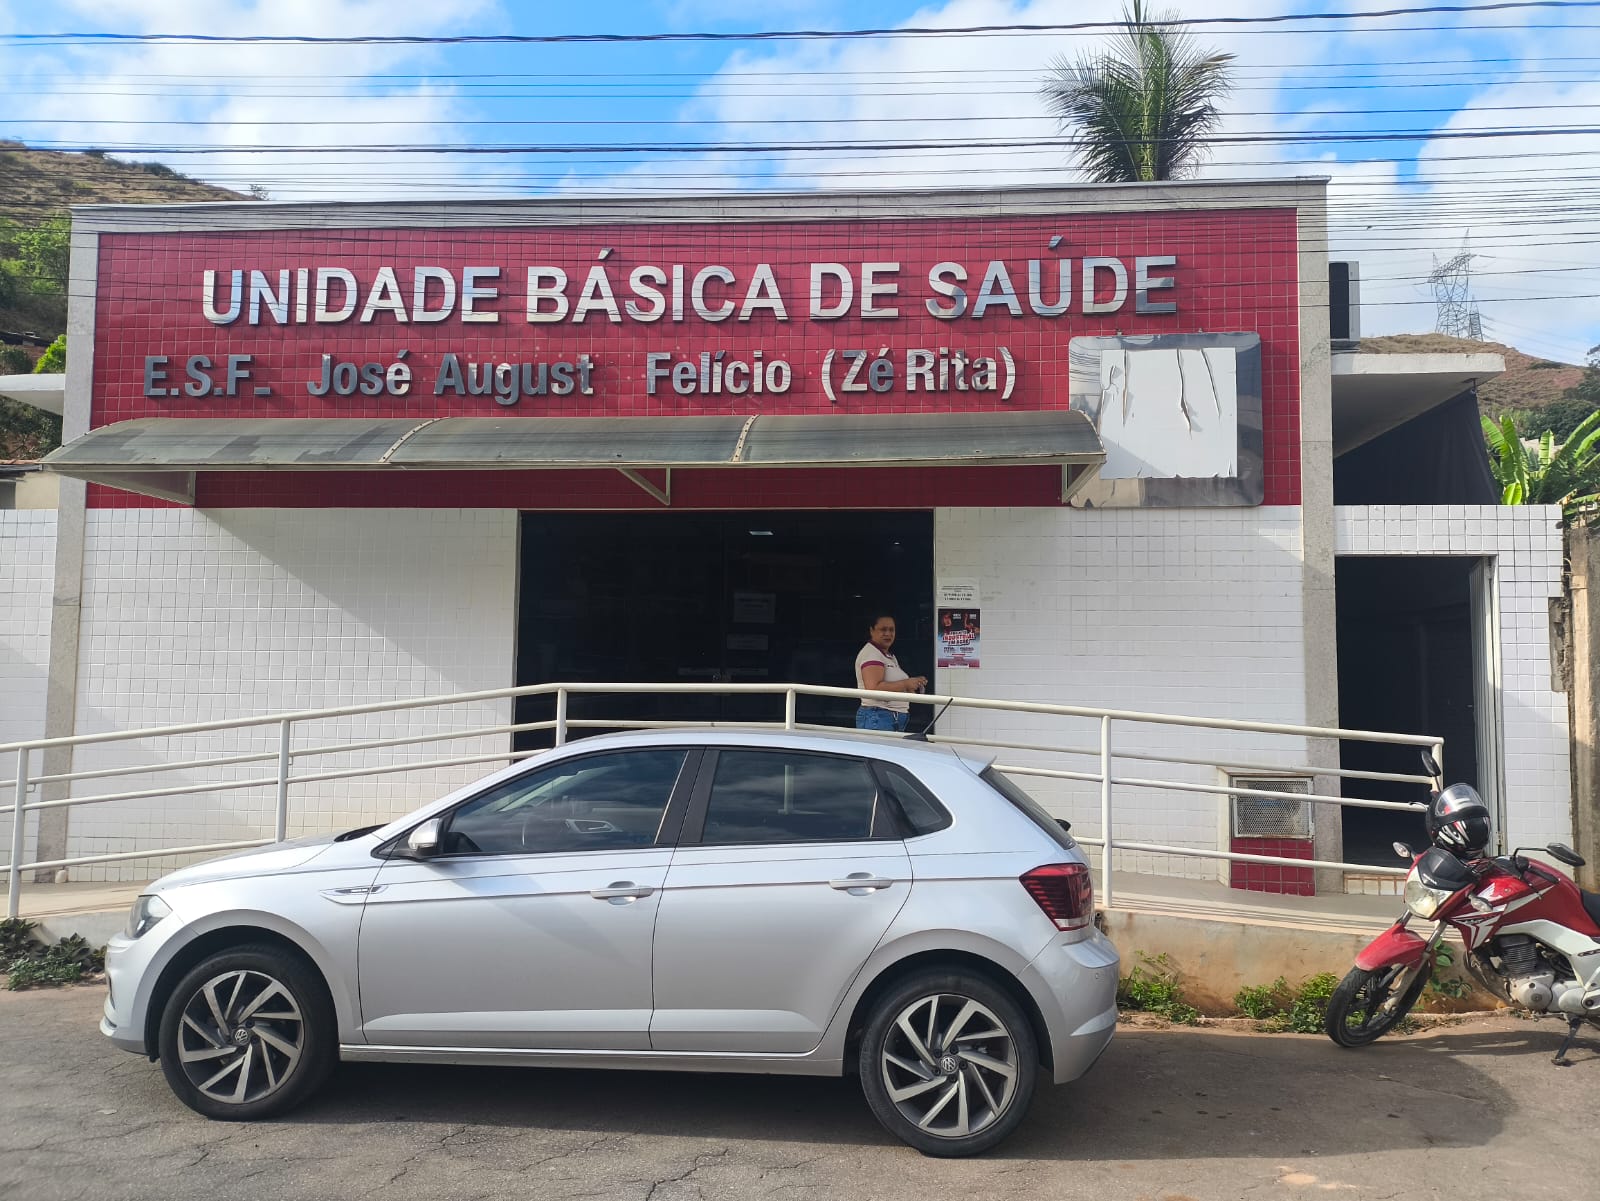 UNIDADE BÁSICA DE SAÚDE
E.S.F. José August Felício (Zé Rita)